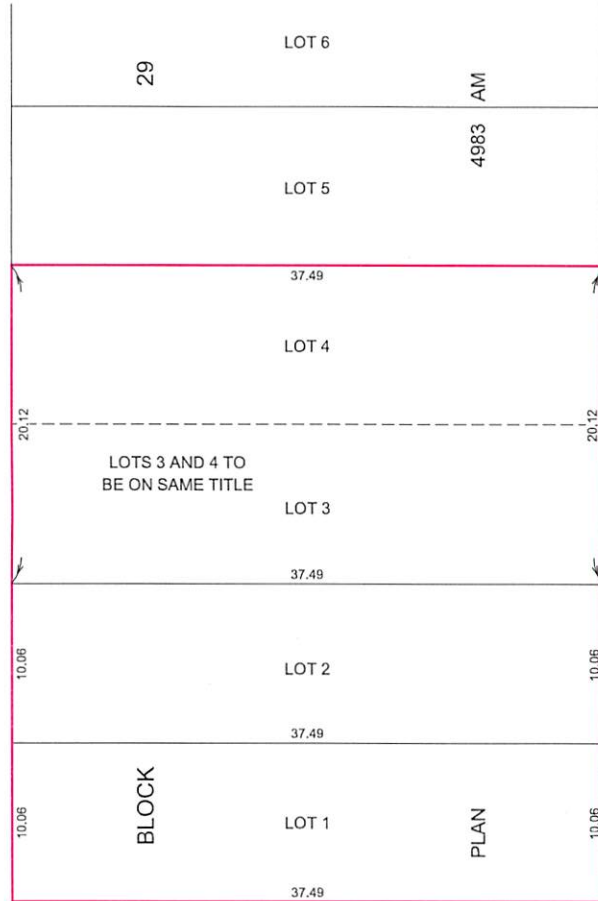 LOT 6
29
AM
4983
LOT 5
37.49
LOT 4
20.12
20.12
LOTS 3 AND 4 TO
BE ON SAME TITLE
LOT 3
37.49
10.06
LOT 2
10.06
37.49
BLOCK
PLAN
10.06
LOT 1
10.06
37.49